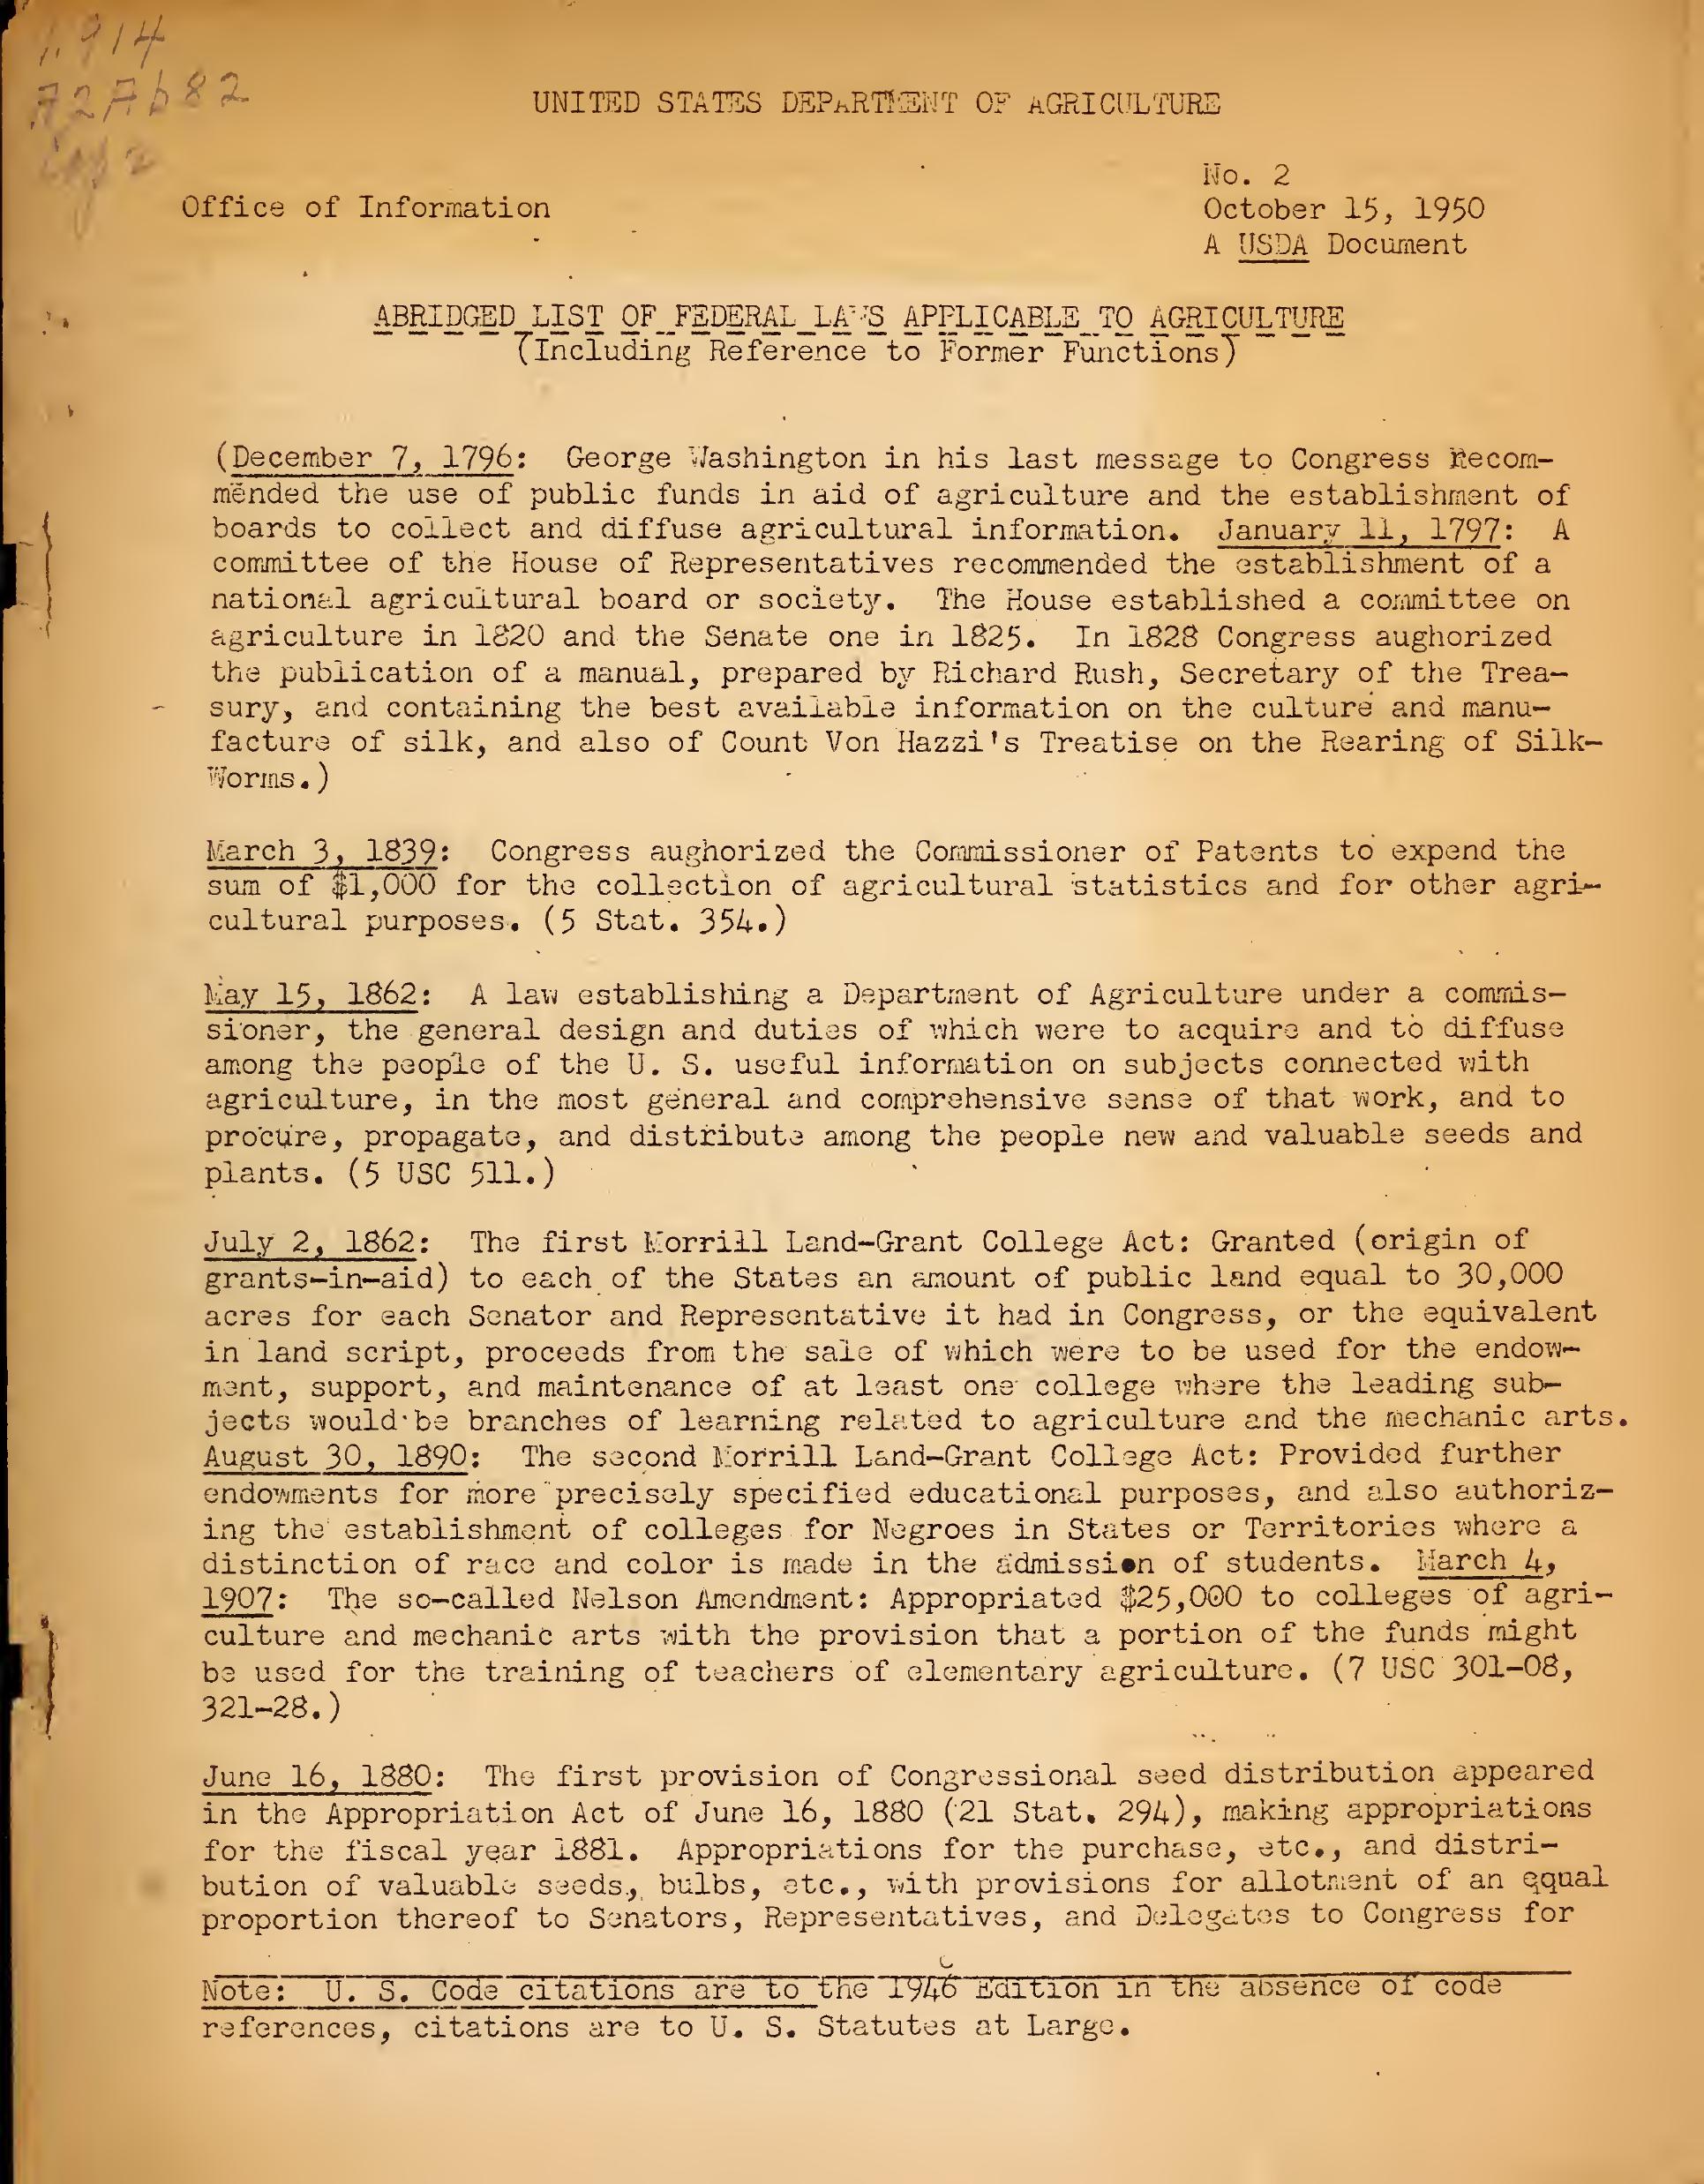 1.914
A2Ab82
Copy 2
UNITED STATES DEPARTMENT OF AGRICULTURE
No. 2
Office of Information
October 15, 1950
A USDA Document
ABRIDGED LIST OF FEDERAL LAWS APPLICABLE TO AGRICULTURE
(Including Reference to Former Functions)
(December 7, 1796: George Washington in his last message to Congress Recom-
mended the use of public funds in aid of agriculture and the establishment of
boards to collect and diffuse agricultural information. January 11, 1797: A
committee of the House of Representatives recommended the establishment of a
national agricultural board or society. The House established a committee on
agriculture in 1820 and the Senate one in 1825. In 1828 Congress aughorized
the publication of a manual, prepared by Richard Rush, Secretary of the Trea-
sury, and containing the best available information on the culture and manu-
facture of silk, and also of Count Von Hazzi's Treatise on the Rearing of Silk-
Worms.)
March 3, 1839: Congress aughorized the Commissioner of Patents to expend the
sum of $1,000 for the collection of agricultural statistics and for other agri-
cultural purposes. (5 Stat. 354.)
May 15, 1862: A law establishing a Department of Agriculture under a commis-
sioner, the general design and duties of which were to acquire and to diffuse
among the people of the U. S. useful information on subjects connected with
agriculture, in the most general and comprehensive sense of that work, and to
procure, propagate, and distribute among the people new and valuable seeds and
plants. (5 USC 511.)
July 2, 1862: The first Morrill Land-Grant College Act: Granted (origin of
grants-in-aid) to each of the States an amount of public land equal to 30,000
acres for each Senator and Representative it had in Congress, or the equivalent
in land script, proceeds from the sale of which were to be used for the endow-
ment, support, and maintenance of at least one college where the leading sub-
jects would be branches of learning related to agriculture and the mechanic arts.
August 30, 1890: The second Morrill Land-Grant College Act: Provided further
endowments for more precisely specified educational purposes, and also authoriz-
ing the establishment of colleges for Negroes in States or Territories where a
distinction of race and color is made in the admission of students. March 4,
1907: The so-called Nelson Amendment: Appropriated $25,000 to colleges of agri-
culture and mechanic arts with the provision that a portion of the funds might
be used for the training of teachers of elementary agriculture. (7 USC 301-08,
321-28.)
June 16, 1880: The first provision of Congressional seed distribution appeared
in the Appropriation Act of June 16, 1880 (21 Stat. 294), making appropriations
for the fiscal year 1881. Appropriations for the purchase, etc., and distri-
bution of valuable seeds, bulbs, etc., with provisions for allotment of an qqual
proportion thereof to Senators, Representatives, and Delegates to Congress for
Note: U. S. Code citations are to the 1946 Edition in the absence of code
references, citations are to U. S. Statutes at Large.